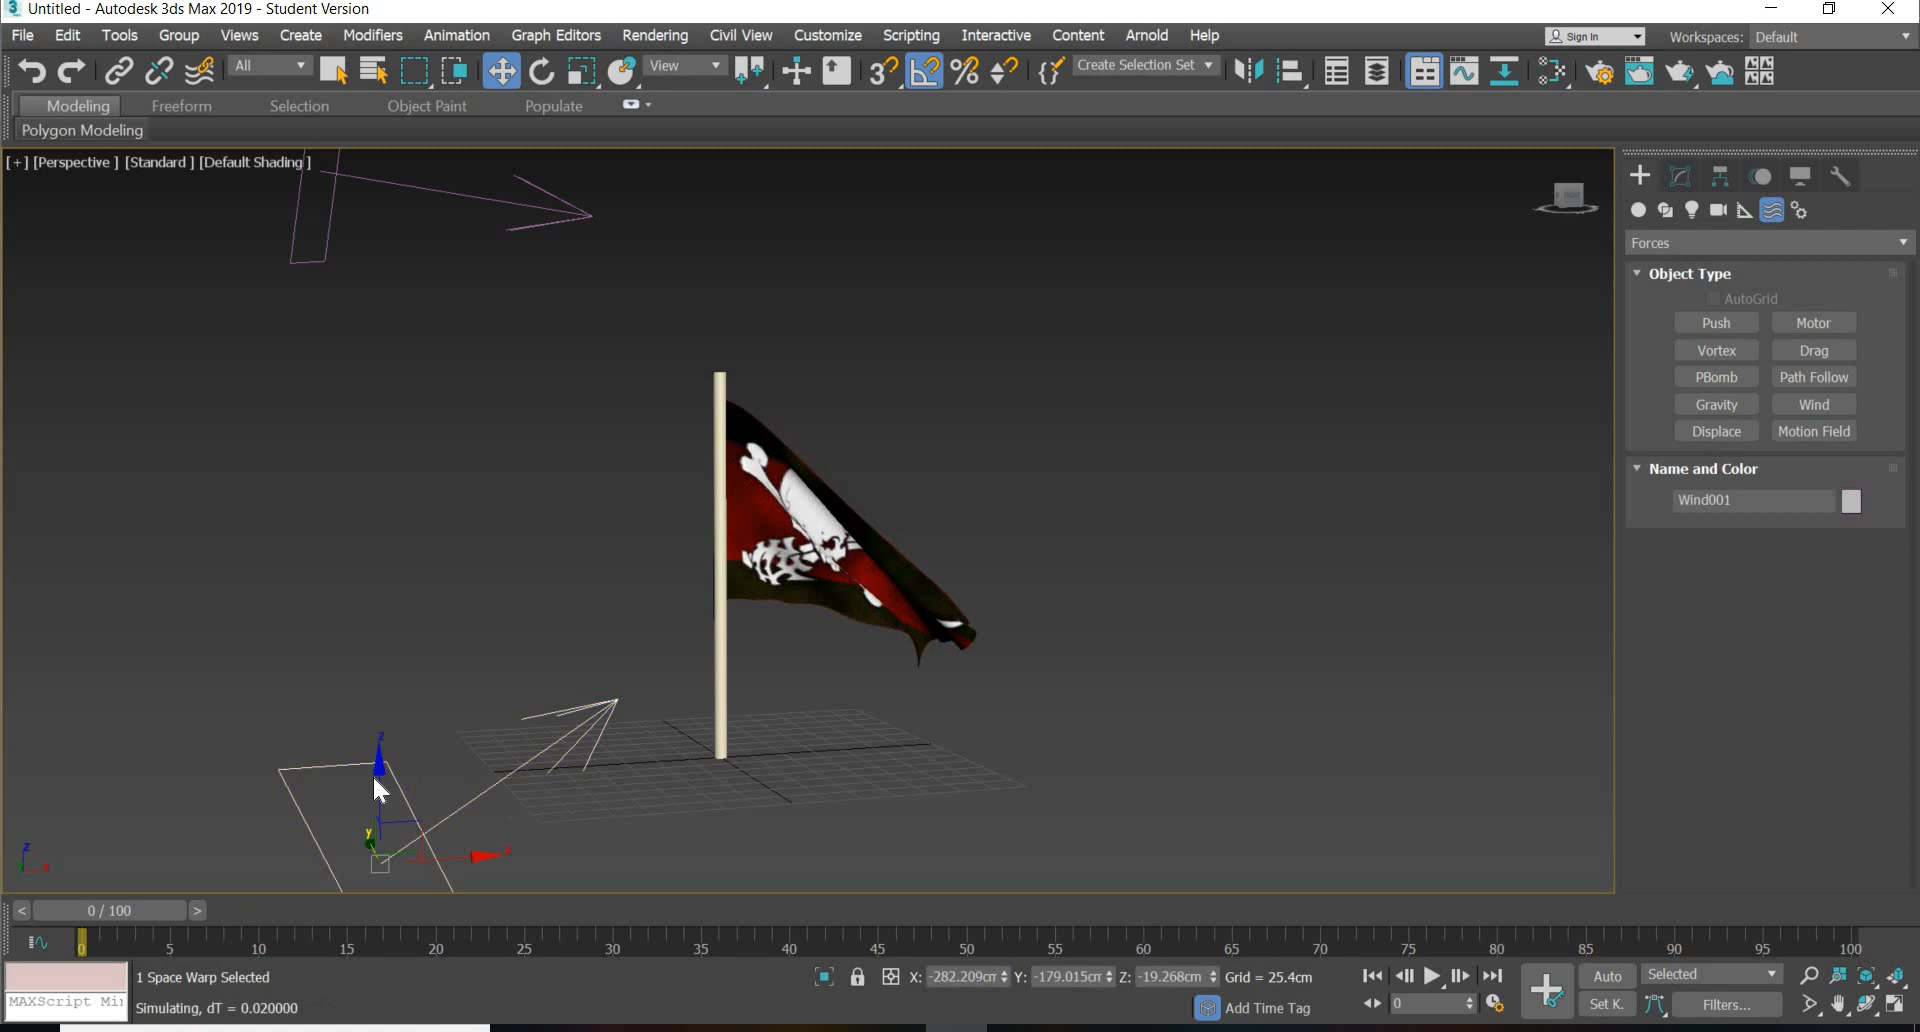 Untitled - Autodesk 3ds Max 2019 - Student Version
File Edit Tools Group Views Create Modifiers Animation Graph Editors Rendering Civil View Customize Scripting Interactive Content Arnold Help Sign In Workspaces: Default
All View 3 Create Selection Set
Modeling Freeform Selection Object Paint Populate
Polygon Modeling
[+] [Perspective ] [Standard ] [Default Shading ]
Forces
Object Type
AutoGrid
Push Motor
Vortex Drag
PBomb Path Follow
Gravity Wind
Displace Motion Field
Name and Color
Wind001
z
y
x
z
x
< 0 / 100 >
0 5 10 15 20 25 30 35 40 45 50 55 60 65 70 75 80 85 90 95 100
1 Space Warp Selected X: -282.209cm Y: -179.015cm Z: -19.268cm Grid = 25.4cm Auto Selected
MAXScript Mi Simulating, dT = 0.020000 Add Time Tag 0 Set K. Filters...